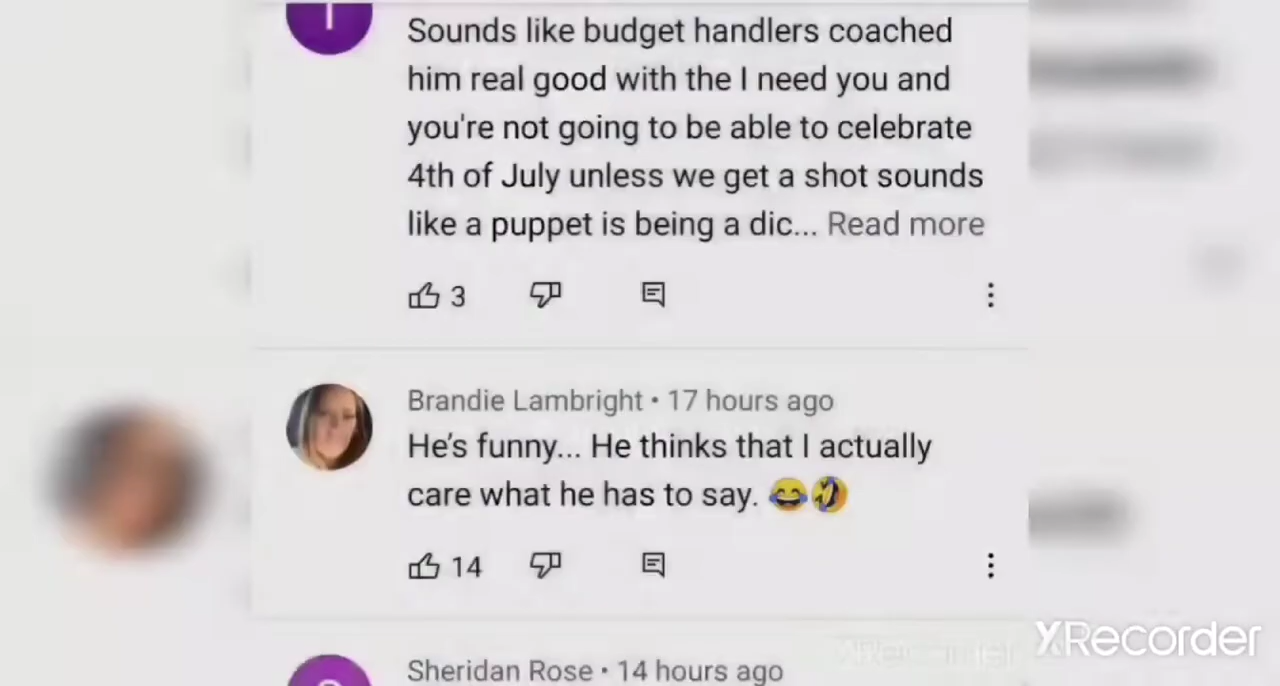 Sounds like budget handlers coached
him real good with the I need you and
you're not going to be able to celebrate
4th of July unless we get a shot sounds
like a puppet is being a dic... Read more
3
Brandie Lambright • 17 hours ago
He's funny... He thinks that I actually
care what he has to say. 😂🤣
14
Sheridan Rose • 14 hours ago
XRecorder